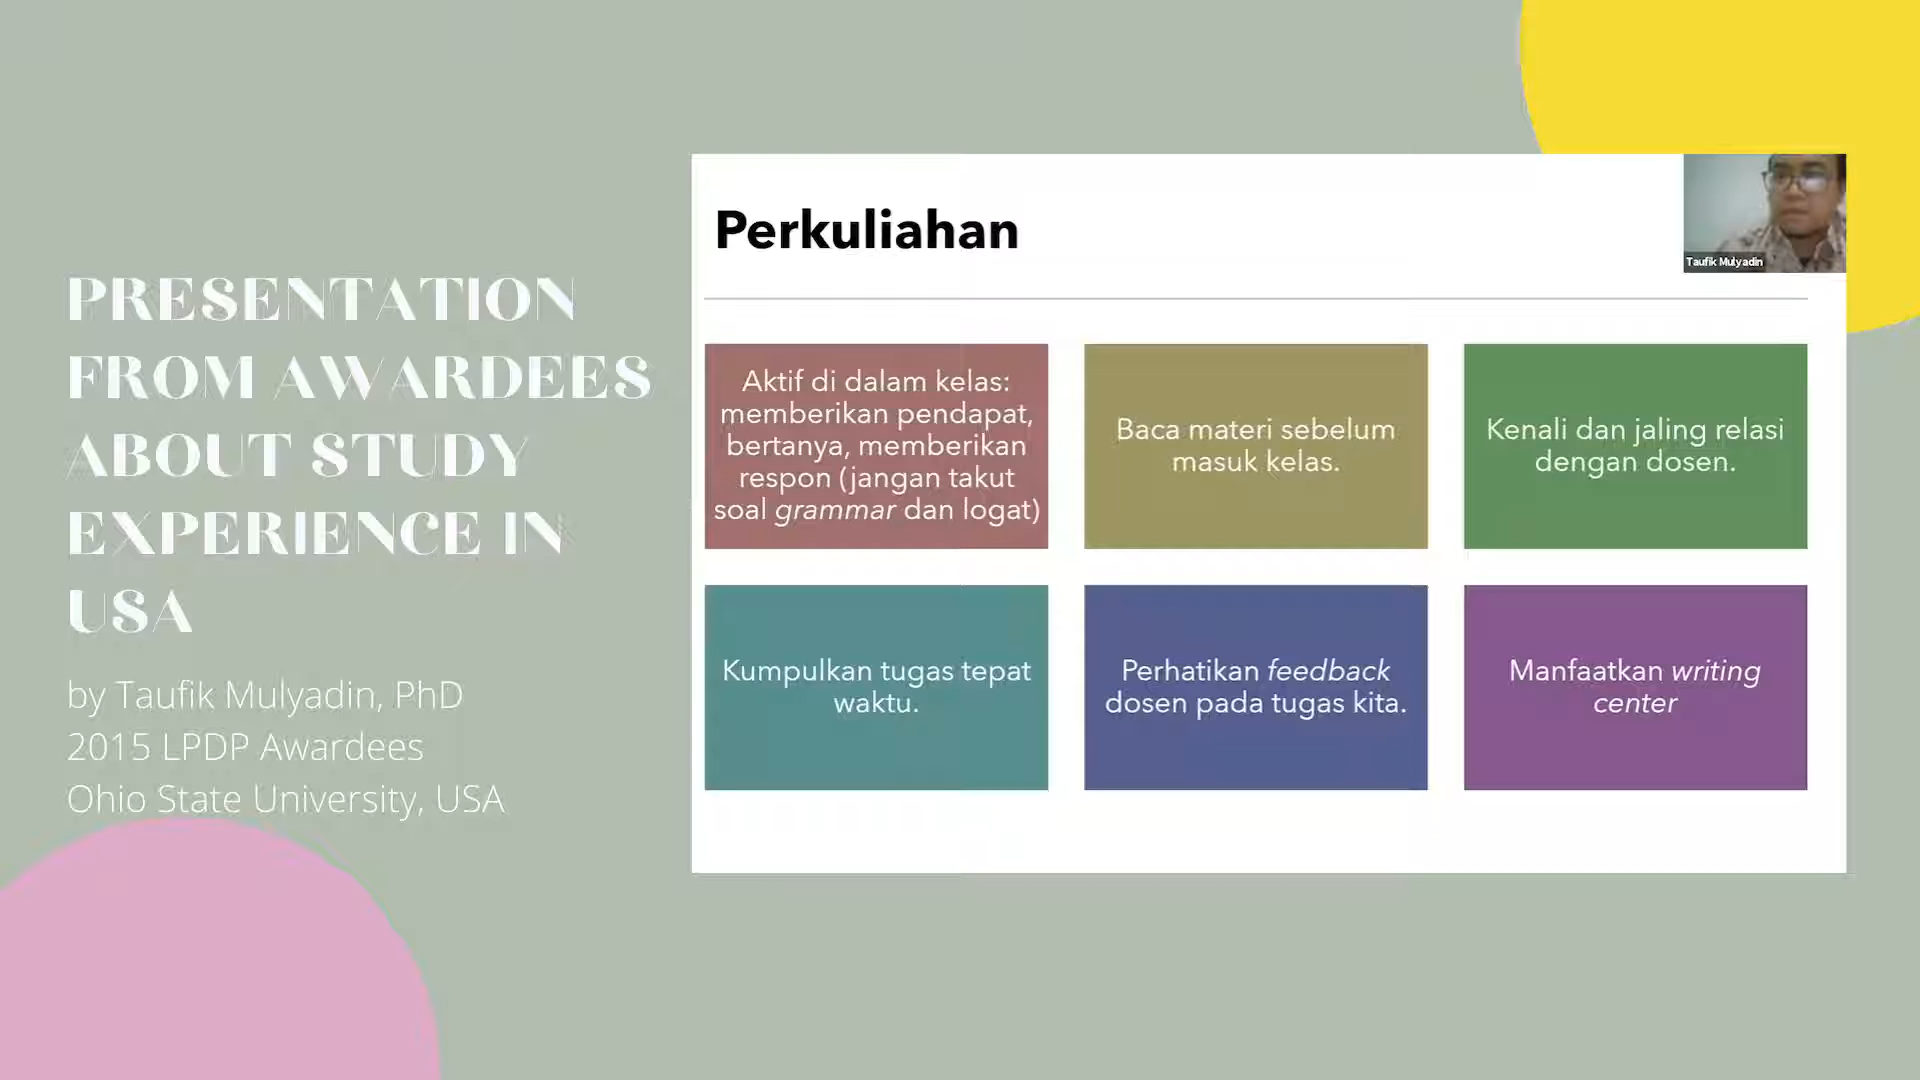 PRESENTATION
FROM AWARDEES
ABOUT STUDY
EXPERIENCE IN
USA
by Taufik Mulyadin, PhD
2015 LPDP Awardees
Ohio State University, USA
Perkuliahan
Taufik Mulyadin
Aktif di dalam kelas:
memberikan pendapat,
bertanya, memberikan
respon (jangan takut
soal grammar dan logat)
Baca materi sebelum
masuk kelas.
Kenali dan jaling relasi
dengan dosen.
Kumpulkan tugas tepat
waktu.
Perhatikan feedback
dosen pada tugas kita.
Manfaatkan writing
center